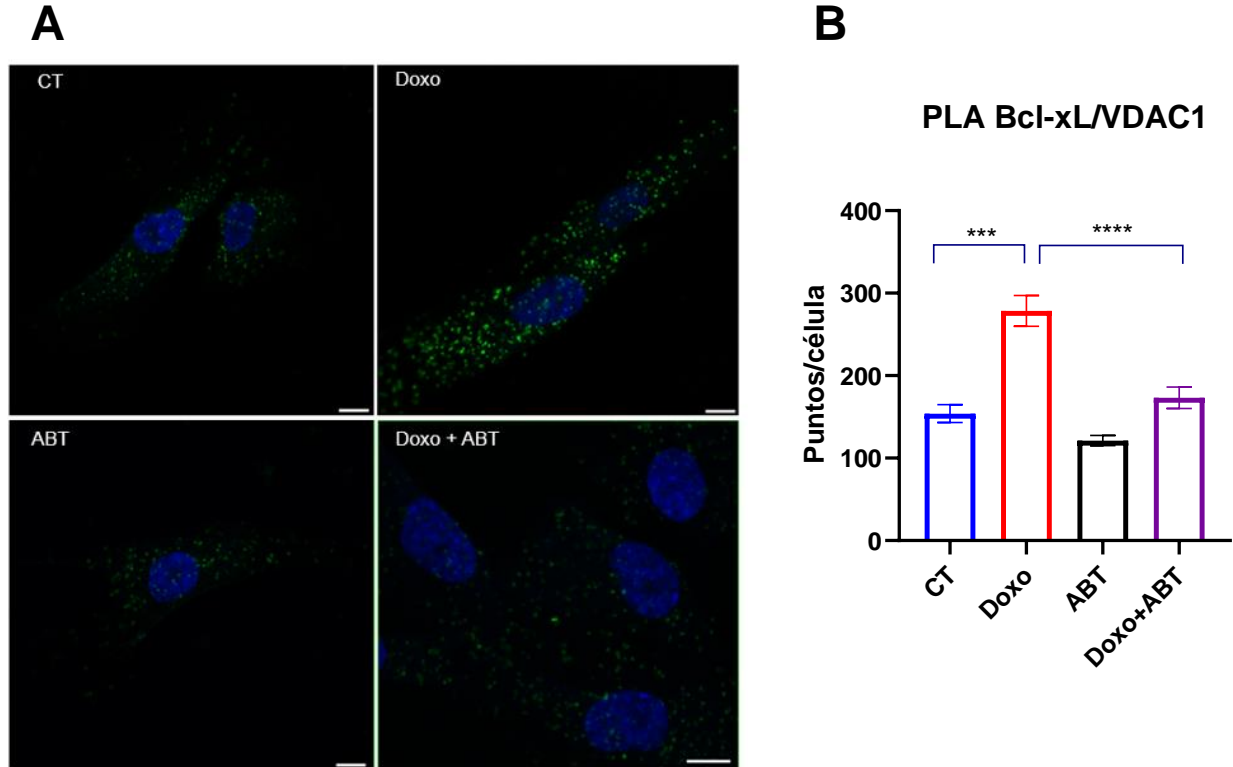 A
CT
Doxo
ABT
Doxo + ABT
B
PLA Bcl-xL/VDAC1
Puntos/célula
400
300
200
100
0
***
****
CT
Doxo
ABT
Doxo+ABT